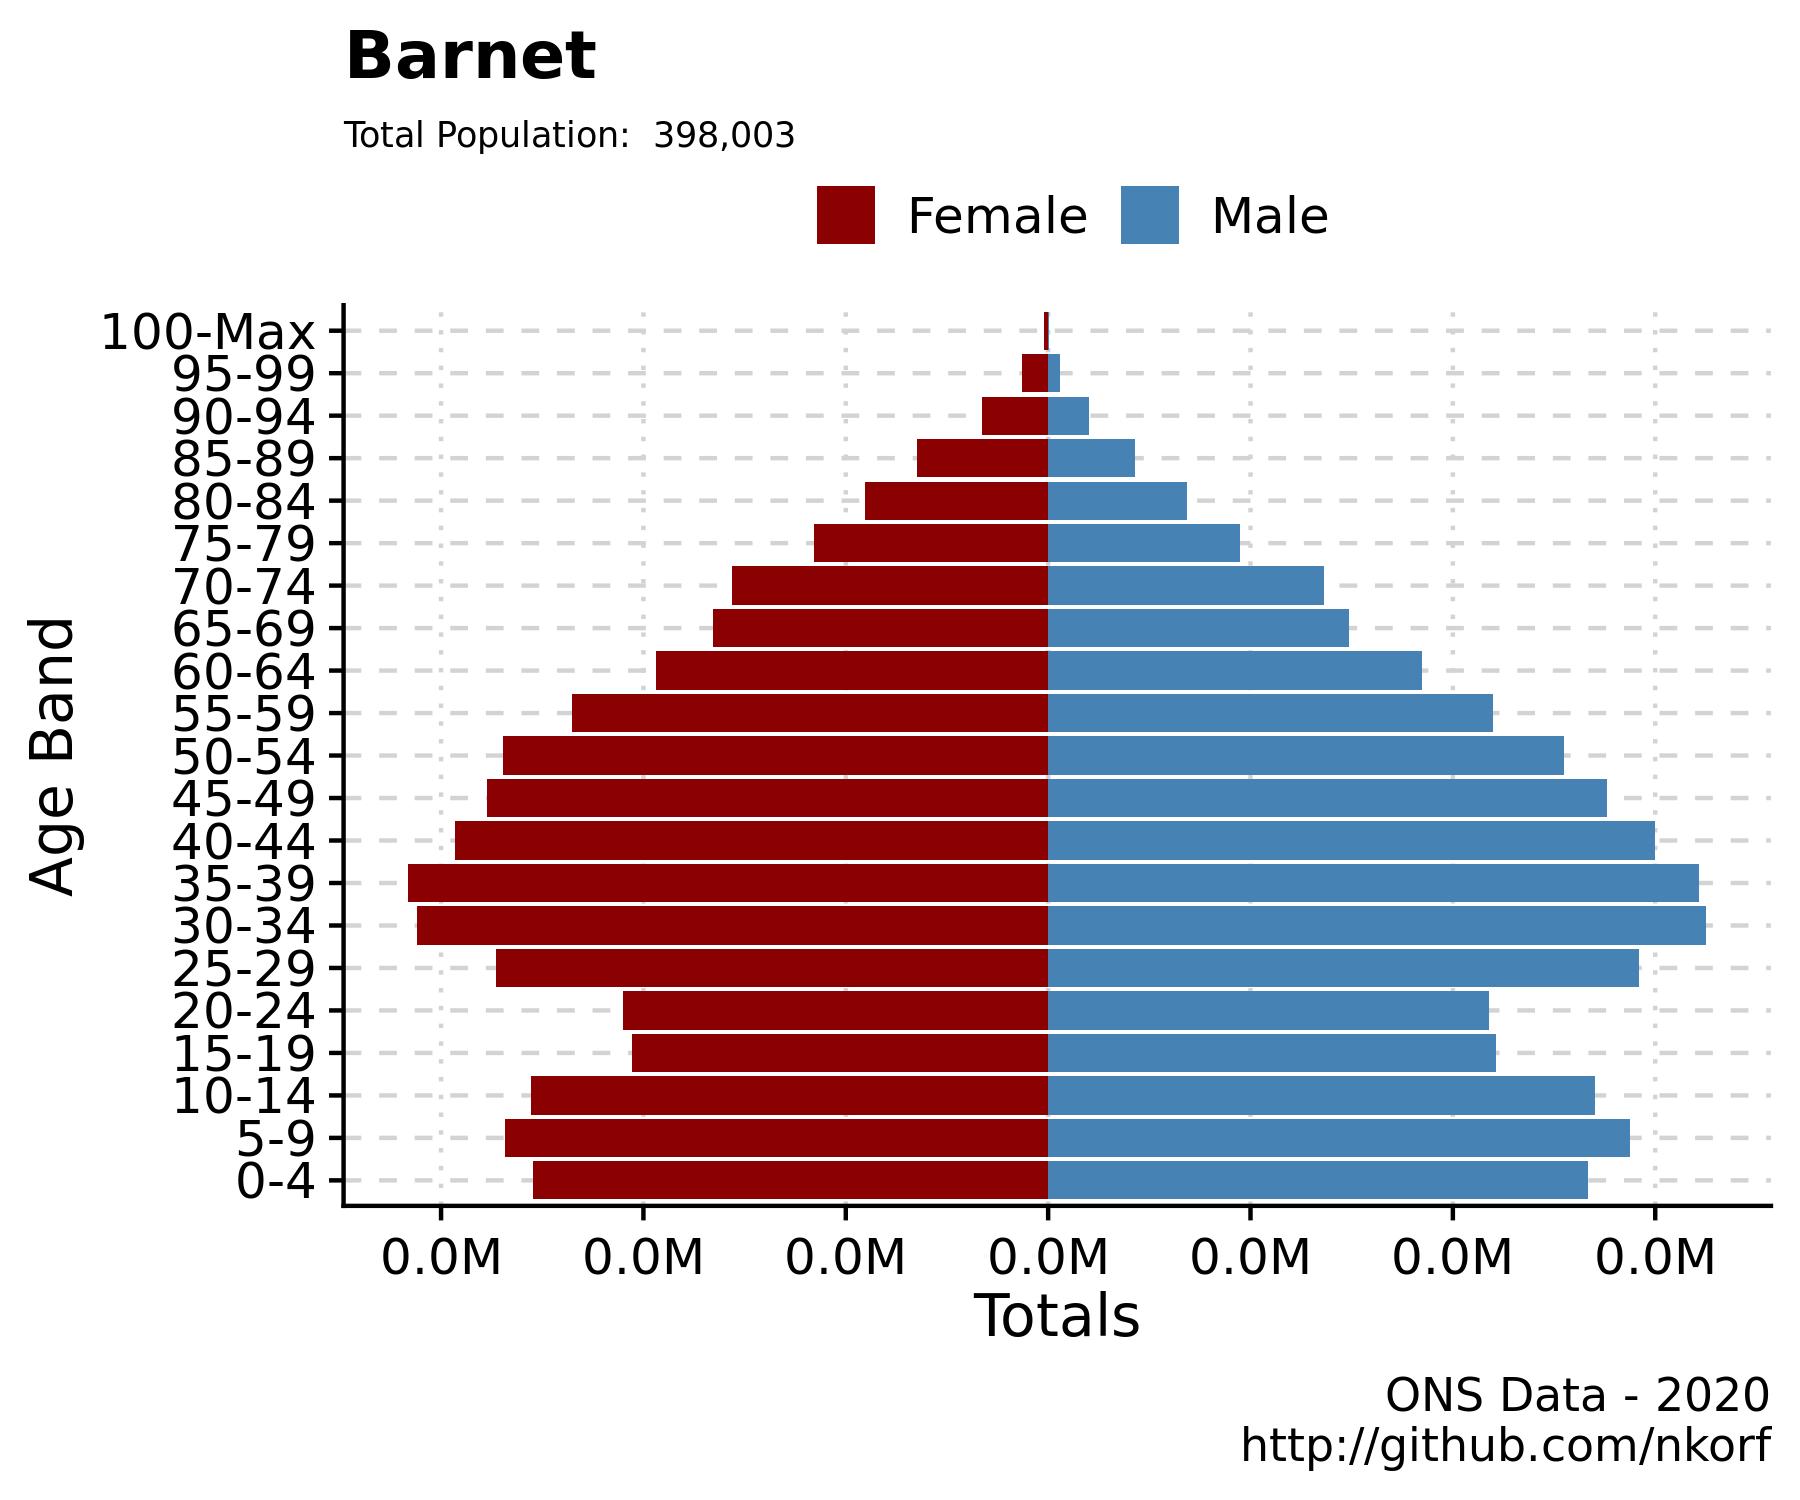 Barnet
Total Population:  398,003
Female Male
100-Max
95-99
90-94
85-89
80-84
75-79
70-74
65-69
60-64
55-59
50-54
45-49
40-44
35-39
30-34
25-29
20-24
15-19
10-14
5-9
0-4
Age Band
0.0M 0.0M 0.0M 0.0M 0.0M 0.0M 0.0M
Totals
ONS Data - 2020
http://github.com/nkorf